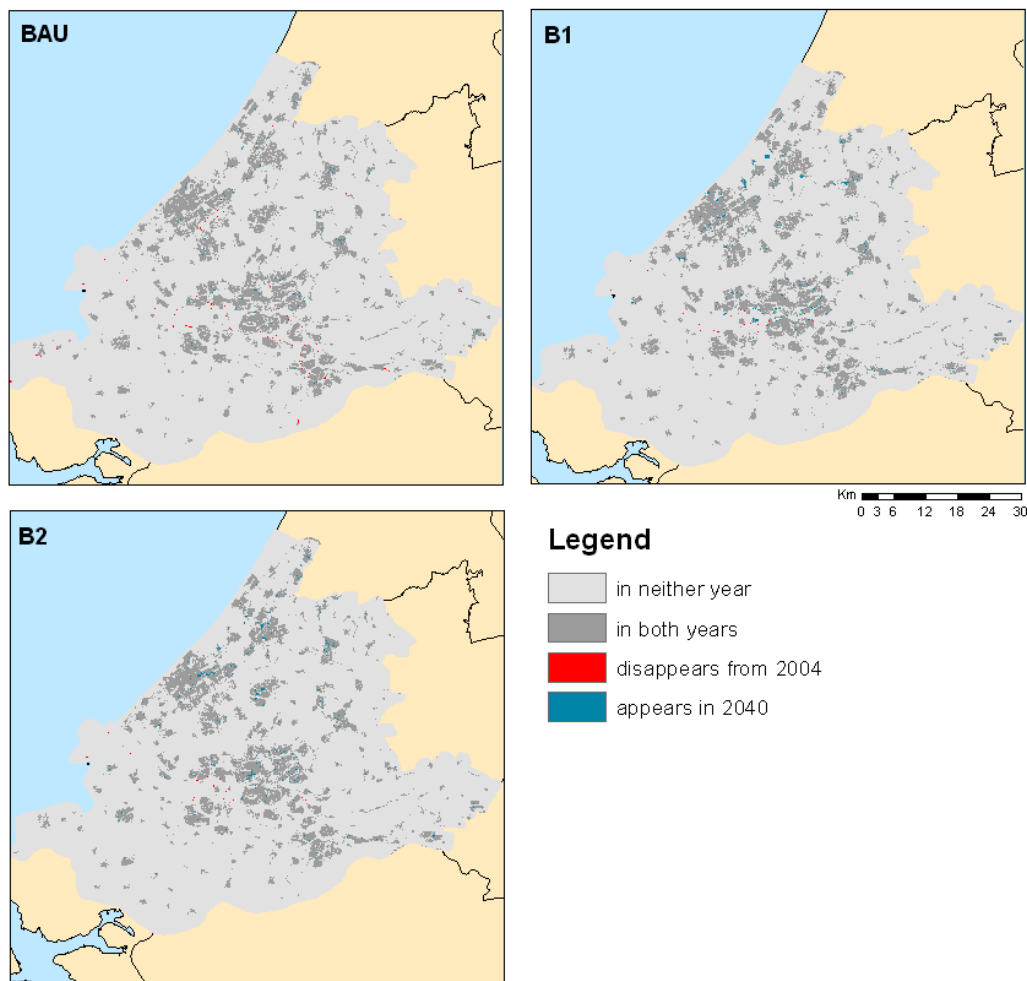 BAU
B1
Km
0 3 6 12 18 24 30
B2
Legend
in neither year
in both years
disappears from 2004
appears in 2040